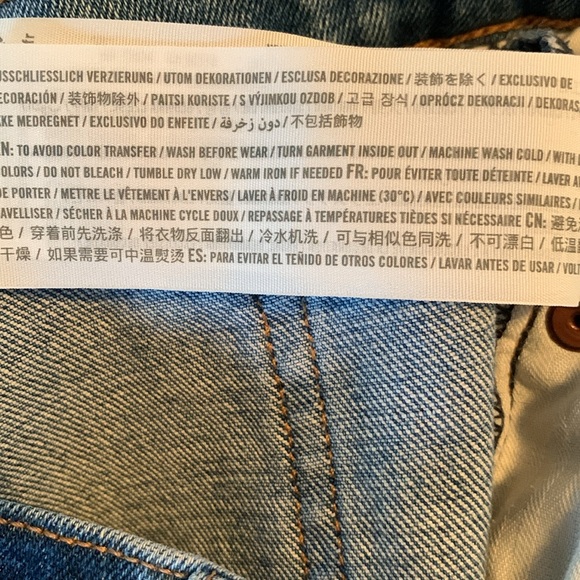 SSCHLIESSLICH VERZIERUNG / UTOM DEKORATIONEN / ESCLUSA DECORAZIONE / 装飾を除く / EXCLUSIVO DE
ECORACIÓN / 装饰物除外 / PAITSI KORISTE / S VÝJIMKOU OZDOB / 고급 장식 / OPRÓCZ DEKORACJI / DEKORAS
KE MEDREGNET / EXCLUSIVO DO ENFEITE / دون زخرفة / 不包括飾物
EN: TO AVOID COLOR TRANSFER / WASH BEFORE WEAR / TURN GARMENT INSIDE OUT / MACHINE WASH COLD / WITH
OLORS / DO NOT BLEACH / TUMBLE DRY LOW / WARM IRON IF NEEDED FR: POUR ÉVITER TOUTE DÉTEINTE / LAVER
DE PORTER / METTRE LE VÊTEMENT À L'ENVERS / LAVER À FROID EN MACHINE (30°C) / AVEC COULEURS SIMILAIRES /
AVELLISER / SÉCHER À LA MACHINE CYCLE DOUX / REPASSAGE À TEMPÉRATURES TIÈDES SI NÉCESSAIRE CN: 避免
色 / 穿着前先洗涤 / 将衣物反面翻出 / 冷水机洗 / 可与相似色同洗 / 不可漂白 / 低温
干燥 / 如果需要可中温熨烫 ES: PARA EVITAR EL TEÑIDO DE OTROS COLORES / LAVAR ANTES DE USAR / VOL